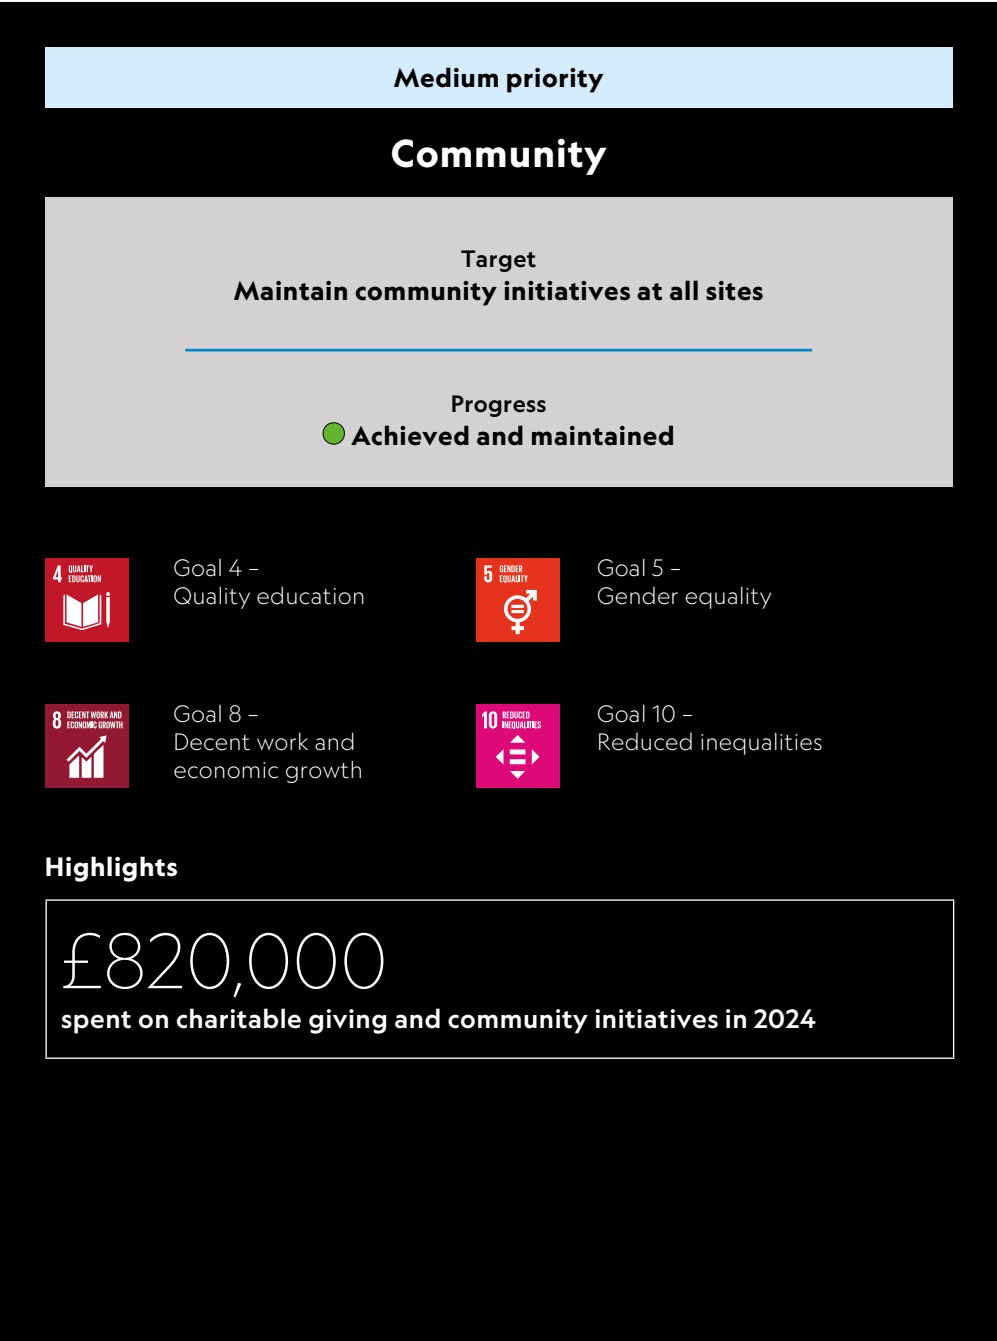 Medium priority
Community
Target
Maintain community initiatives at all sites
Progress
Achieved and maintained
4 QUALITY
EDUCATION
Goal 4 –
Quality education
5 GENDER
EQUALITY
Goal 5 –
Gender equality
8 DECENT WORK AND
ECONOMIC GROWTH
Goal 8 –
Decent work and
economic growth
10 REDUCED
INEQUALITIES
Goal 10 –
Reduced inequalities
Highlights
£820,000
spent on charitable giving and community initiatives in 2024